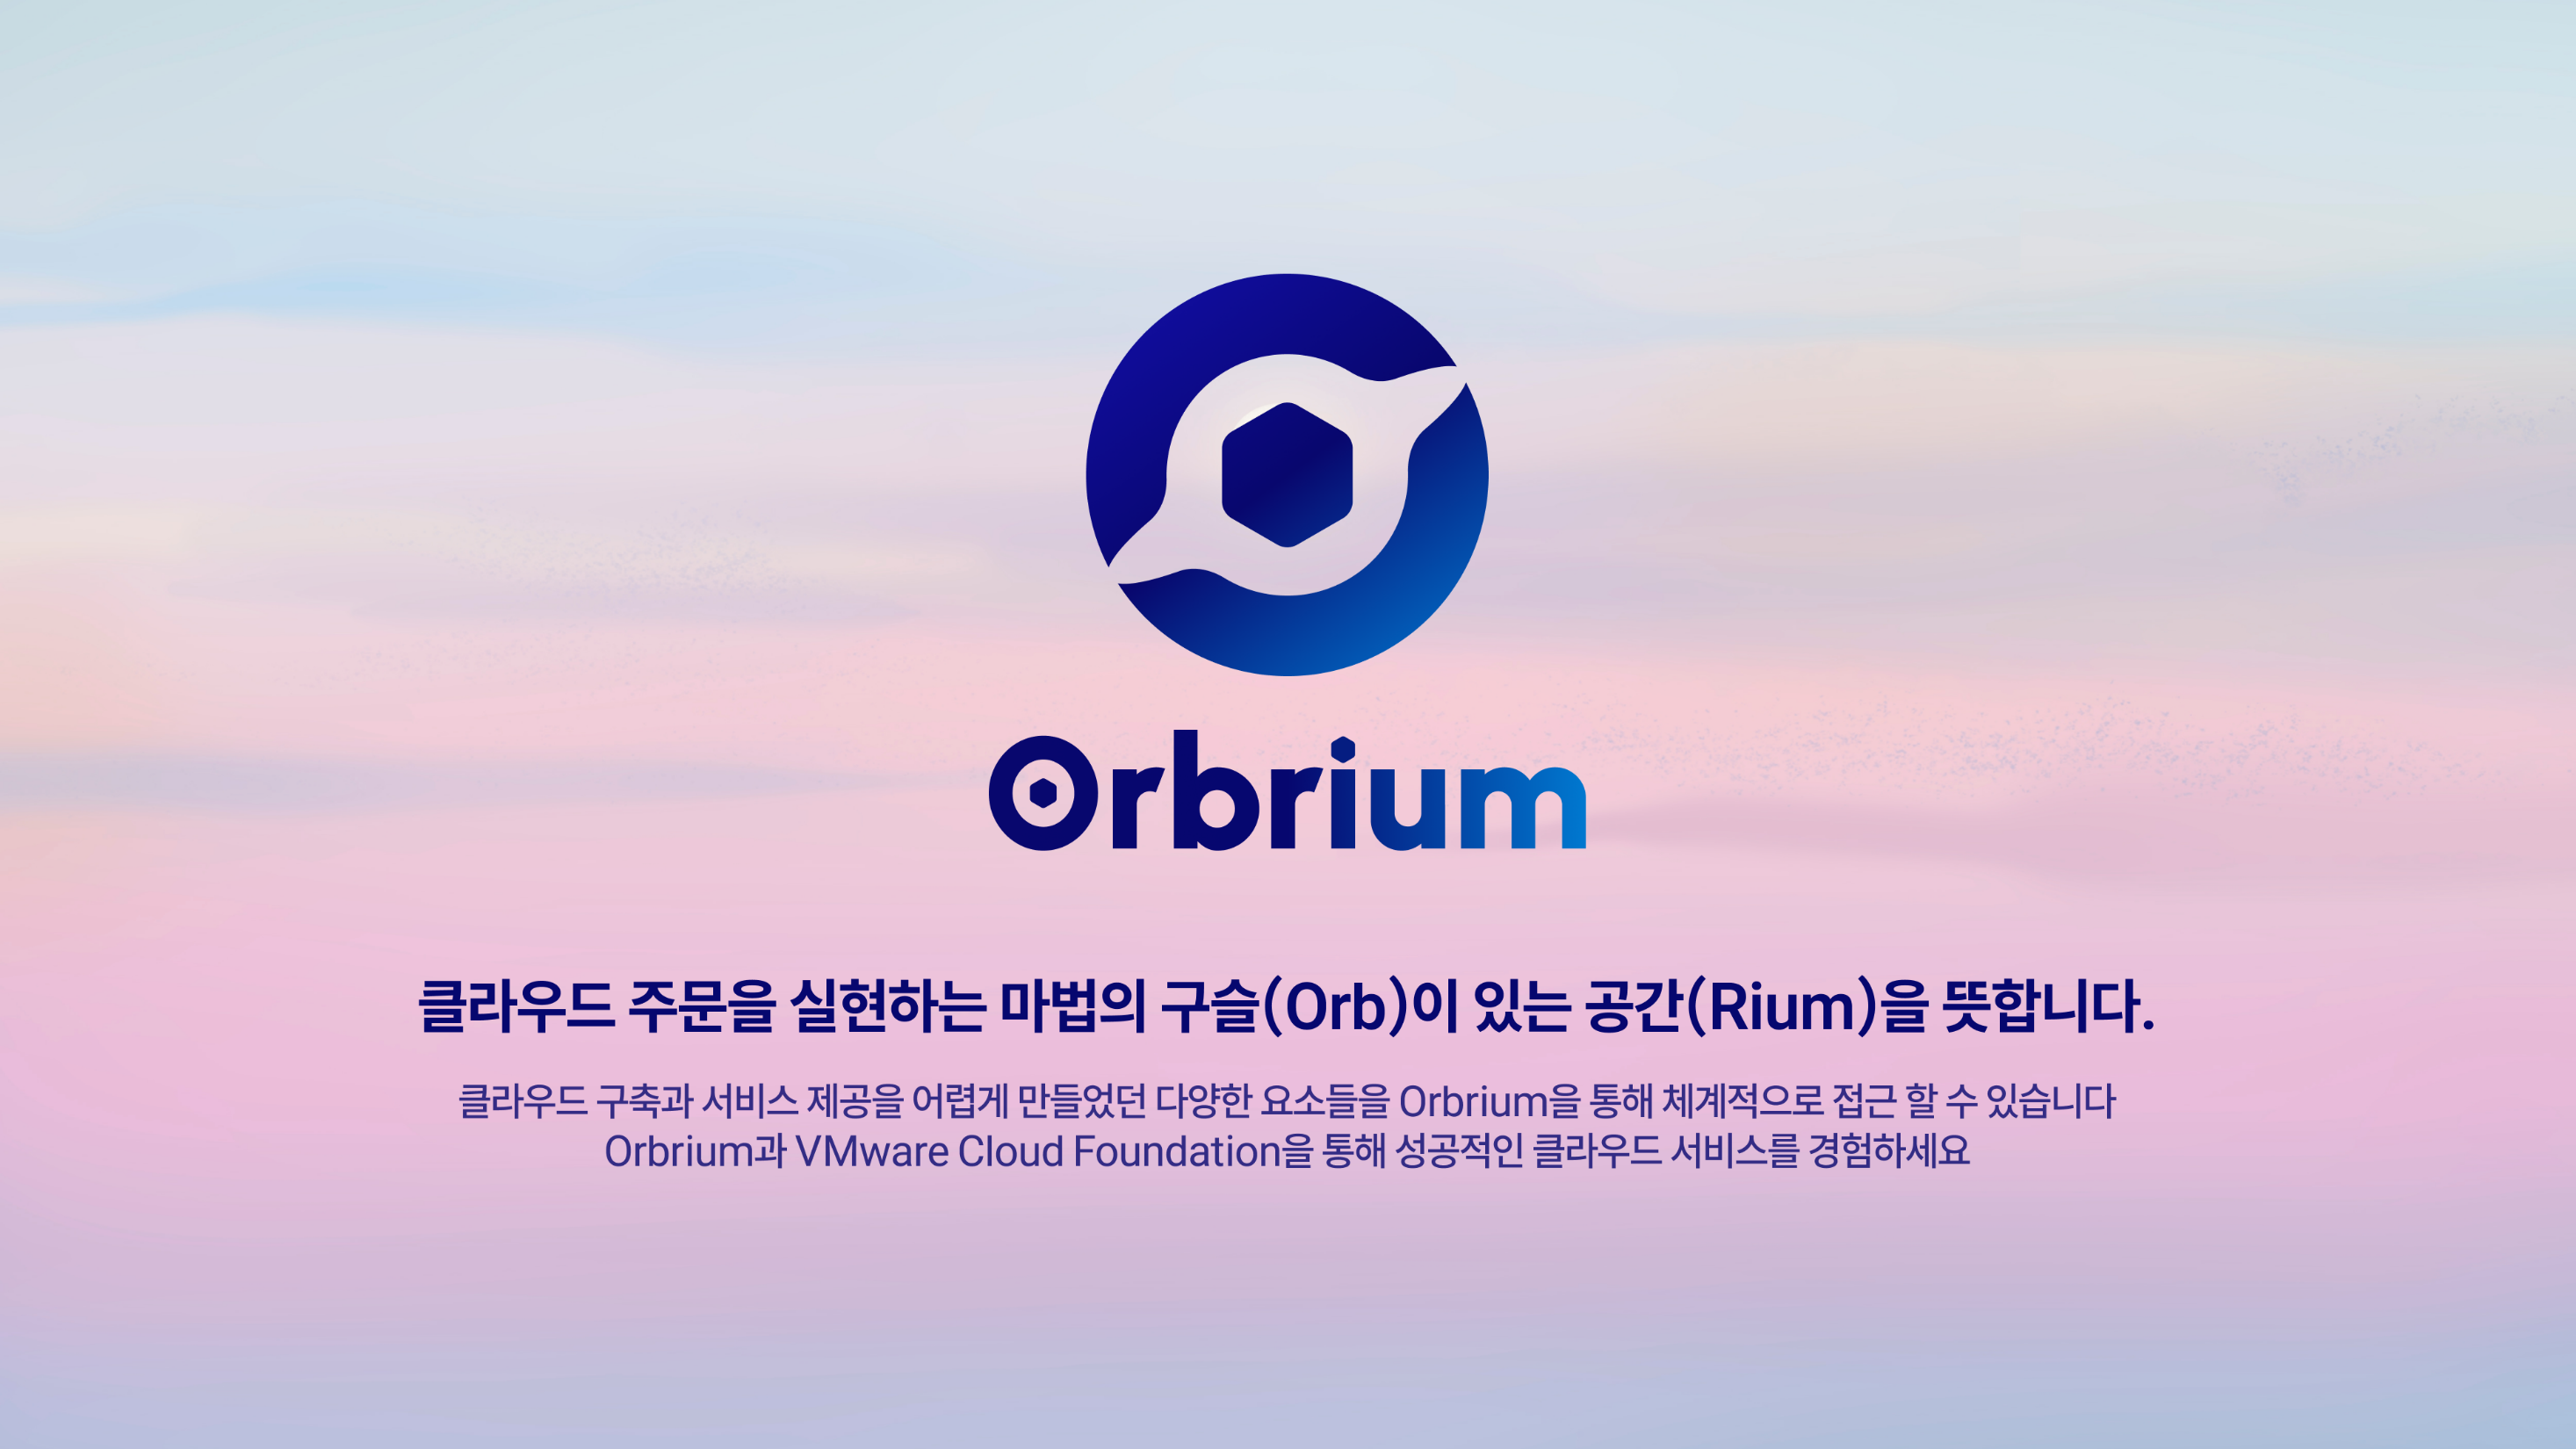 Orbrium
클라우드 주문을 실현하는 마법의 구슬(Orb)이 있는 공간(Rium)을 뜻합니다.
클라우드 구축과 서비스 제공을 어렵게 만들었던 다양한 요소들을 Orbrium을 통해 체계적으로 접근 할 수 있습니다
Orbrium과 VMware Cloud Foundation을 통해 성공적인 클라우드 서비스를 경험하세요